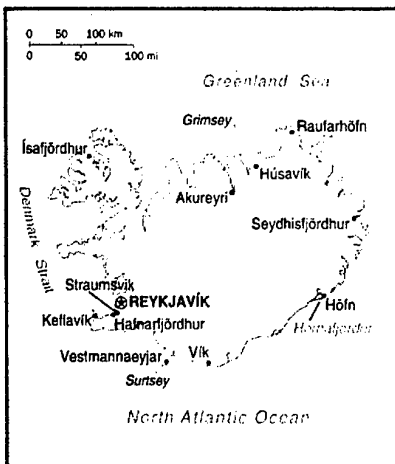 0 50 100 km
0 50 100 mi
Greenland Sea
Grimsey
Raufarhöfn
Ísafjördhur
Húsavík
Akureyri
Denmark Strait
Seydhisfjördhur
Straumsvik
REYKJAVÍK
Höfn
Keflavík
Hafnarfjördhur
Hornafjördur
Vestmannaeyjar
Vík
Surtsey
North Atlantic Ocean